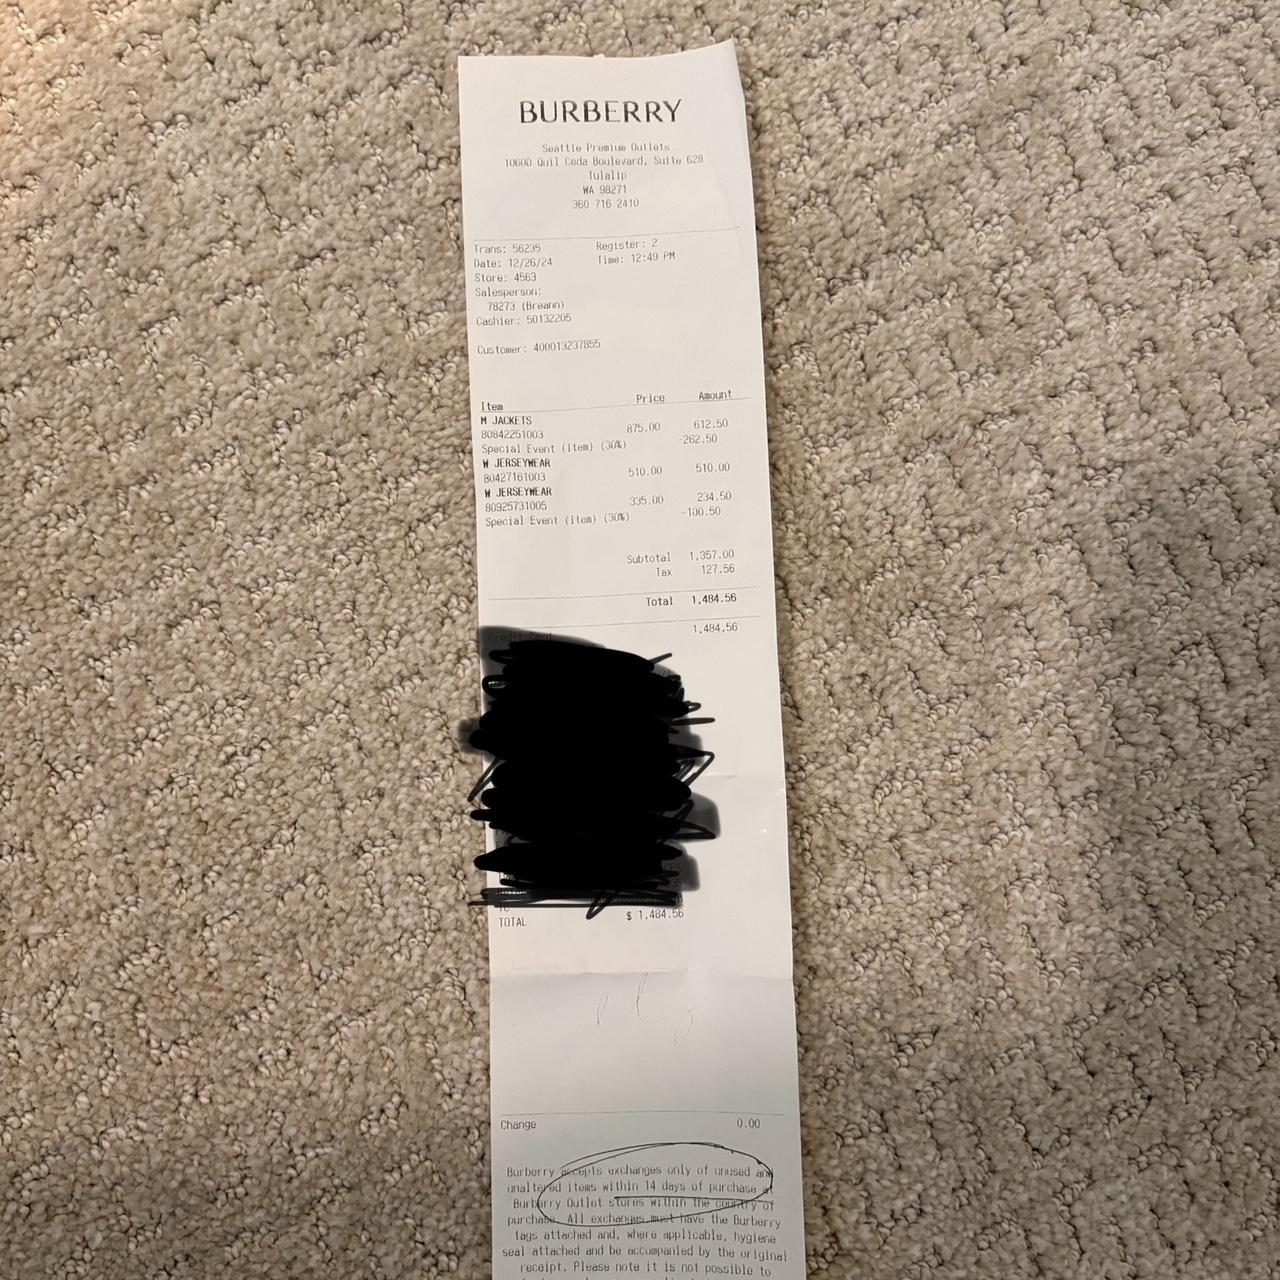 BURBERRY
Seattle Premium Outlets
10600 Quil Ceda Boulevard, Suite 628
Tulalip
WA 98271
360 716 2410
Trans: 56235 Register: 2
Date: 12/26/24 Time: 12:49 PM
Store: 4563
Salesperson:
78273 (Breann)
Cashier: 50132205
Customer: 400013237855
Item Price Amount
M JACKETS
80842251003 875.00 612.50
Special Event (Item) (30%) -262.50
W JERSEYWEAR
80427161003 510.00 510.00
W JERSEYWEAR
80925731005 335.00 234.50
Special Event (Item) (30%) -100.50
Subtotal 1,357.00
Tax 127.56
Total 1,484.56
Credit Card 1,484.56
TOTAL $ 1,484.56
Change 0.00
Burberry accepts exchanges only of unused and
unaltered items within 14 days of purchase at
Burberry Outlet stores within the country of
purchase. All exchanges must have the Burberry
tags attached and, where applicable, hygiene
seal attached and be accompanied by the original
receipt. Please note it is not possible to